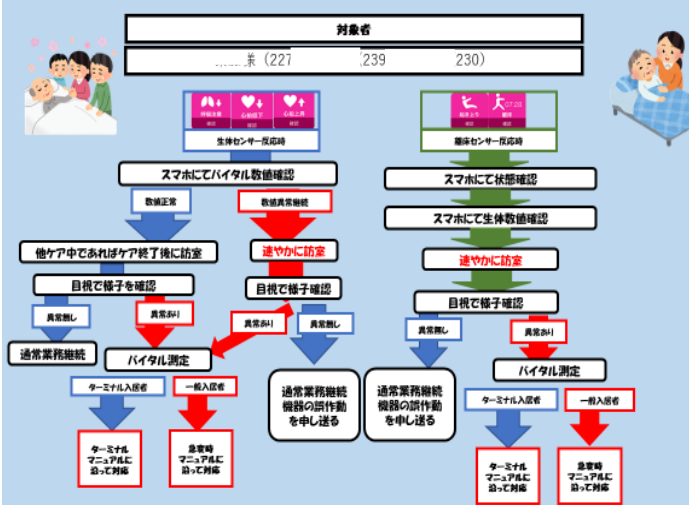 対象者
様（227
239
230）
呼吸注意
心拍低下
心拍上昇
確認
確認
確認
生体センサー反応時
起き上り
07:23
離床
確認
確認
離床センサー反応時
スマホにてバイタル数値確認
スマホにて状態確認
数値正常
数値異常継続
スマホにて生体数値確認
他ケア中であればケア終了後に訪室
速やかに訪室
速やかに訪室
目視で様子を確認
目視で様子確認
目視で様子確認
異常無し
異常あり
異常あり
異常無し
異常無し
異常あり
通常業務継続
バイタル測定
バイタル測定
ターミナル入居者
一般入居者
通常業務継続
機器の誤作動
を申し送る
通常業務継続
機器の誤作動
を申し送る
ターミナル入居者
一般入居者
ターミナル
マニュアルに
沿って対応
急変時
マニュアルに
沿って対応
ターミナル
マニュアルに
沿って対応
急変時
マニュアルに
沿って対応